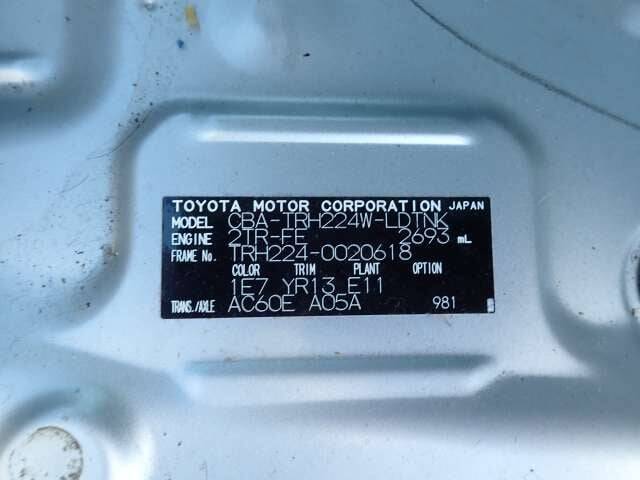 TOYOTA MOTOR CORPORATION JAPAN
MODEL CBA-TRH224W-LDTNK
ENGINE 2TR-FE 2693 mL
FRAME No. TRH224-0020618
COLOR TRIM PLANT OPTION
1E7 YR13 E11
TRANS./AXLE AC60E A05A 981